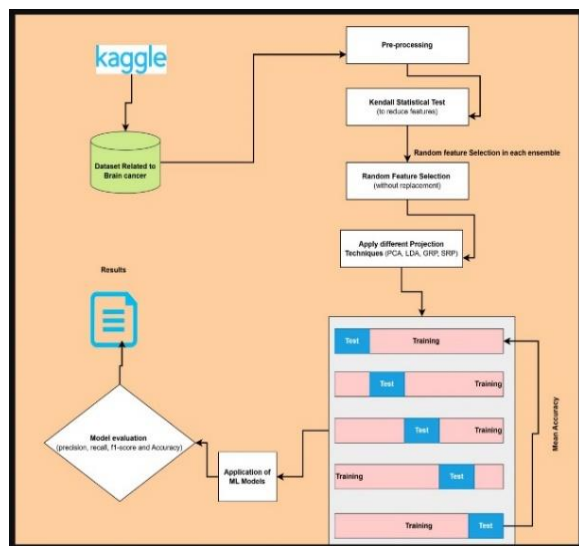 kaggle
Dataset Related to
Brain cancer
Pre-processing
Kendall Statistical Test
(to reduce features)
Random feature Selection in each ensemble
Random Feature Selection
(without replacement)
Apply different Projection
Techniques (PCA, LDA, GRP, SRP)
Test
Training
Test
Training
Test
Training
Training
Test
Training
Test
Mean Accuracy
Application of
ML Models
Model evaluation
(precision, recall, f1-score and Accuracy)
Results